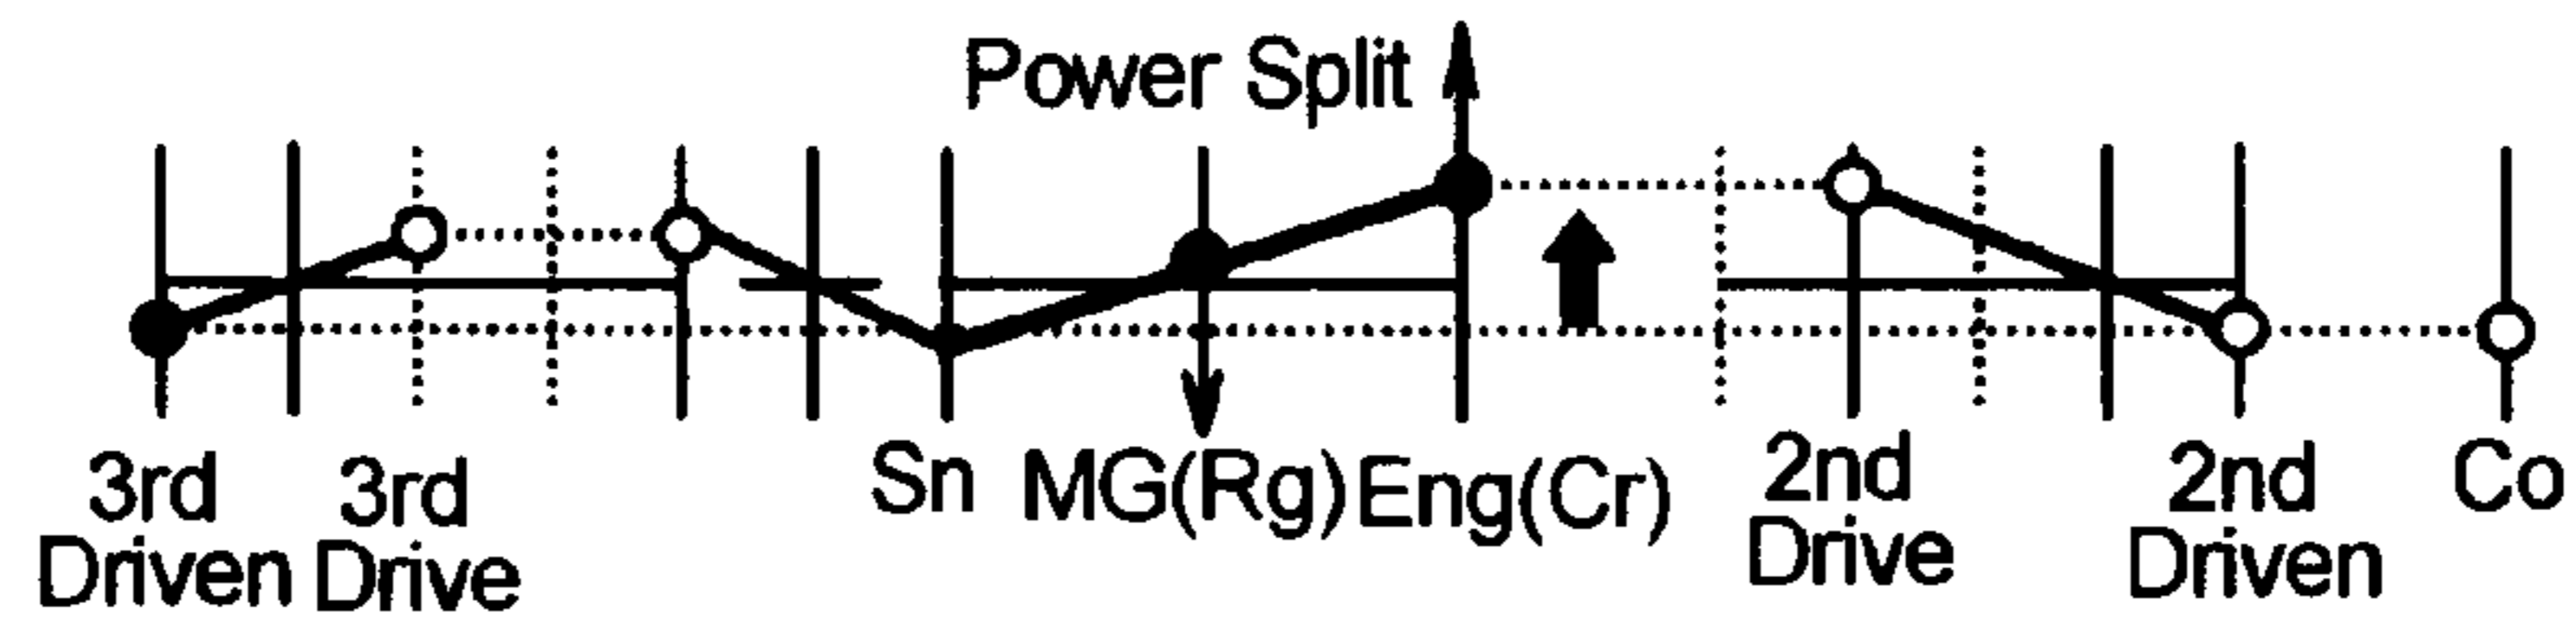 Power Split
3rd
Driven
3rd
Drive
Sn
MG(Rg)
Eng(Cr)
2nd
Drive
2nd
Driven
Co